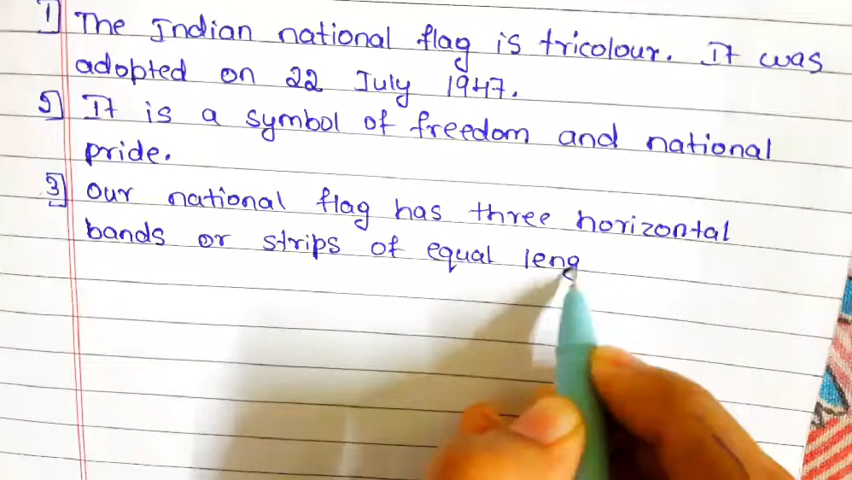 1] The Indian national flag is tricolour. It was
adopted on 22 July 1947.
2] It is a symbol of freedom and national
pride.
3] Our national flag has three horizontal
bands or strips of equal leng